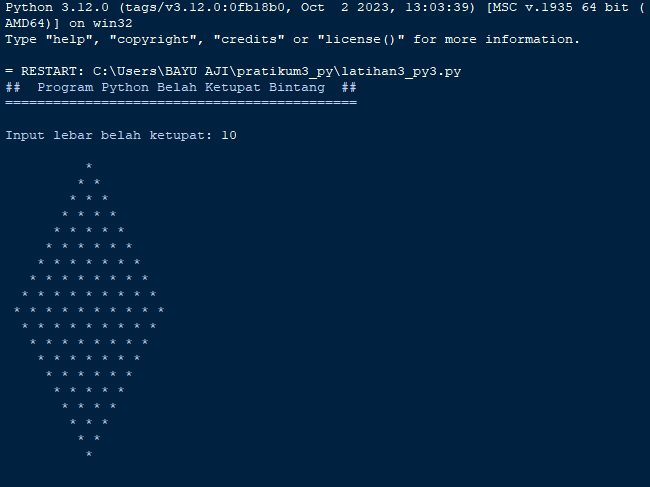 Python 3.12.0 (tags/v3.12.0:0fb18b0, Oct  2 2023, 13:03:39) [MSC v.1935 64 bit (
AMD64)] on win32
Type "help", "copyright", "credits" or "license()" for more information.

= RESTART: C:\Users\BAYU AJI\pratikum3_py\latihan3_py3.py
##  Program Python Belah Ketupat Bintang  ##
============================================

Input lebar belah ketupat: 10

          *
         * *
        * * *
       * * * *
      * * * * *
     * * * * * *
    * * * * * * *
   * * * * * * * *
  * * * * * * * * *
 * * * * * * * * * *
  * * * * * * * * *
   * * * * * * * *
    * * * * * * *
     * * * * * *
      * * * * *
       * * * *
        * * *
         * *
          *